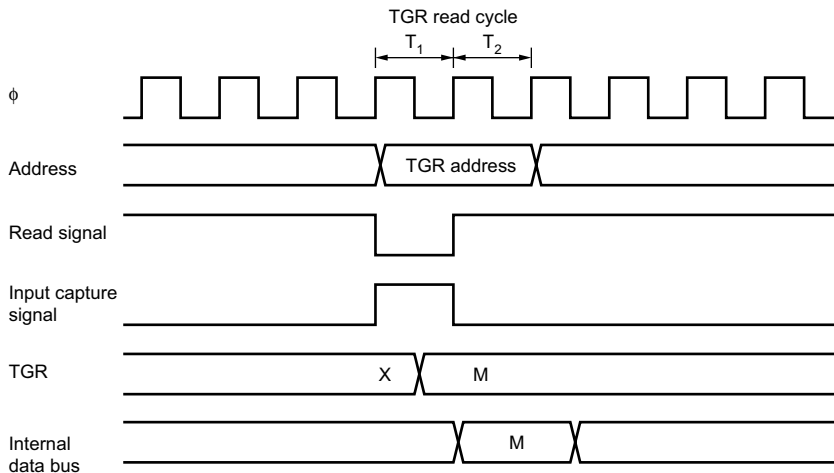 TGR read cycle
T1 T2
ϕ
Address
TGR address
Read signal
Input capture
signal
TGR
X M
Internal
data bus
M